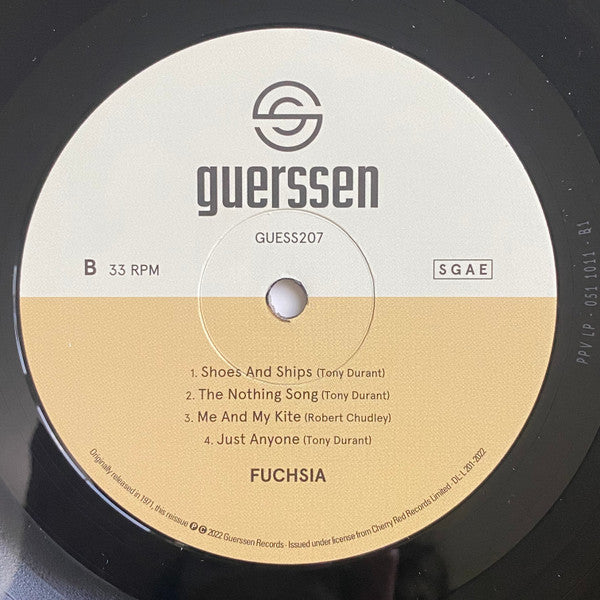 guerssen
GUESS207
B 33 RPM
SGAE
1. Shoes And Ships (Tony Durant)
2. The Nothing Song (Tony Durant)
3. Me And My Kite (Robert Chudley)
4. Just Anyone (Tony Durant)
FUCHSIA
Originally released in 1971, this reissue Ⓟ © 2022 Guerssen Records · Issued under license from Cherry Red Records Limited · DL: L 201-2022
PPV LP - 051 1011 - B1